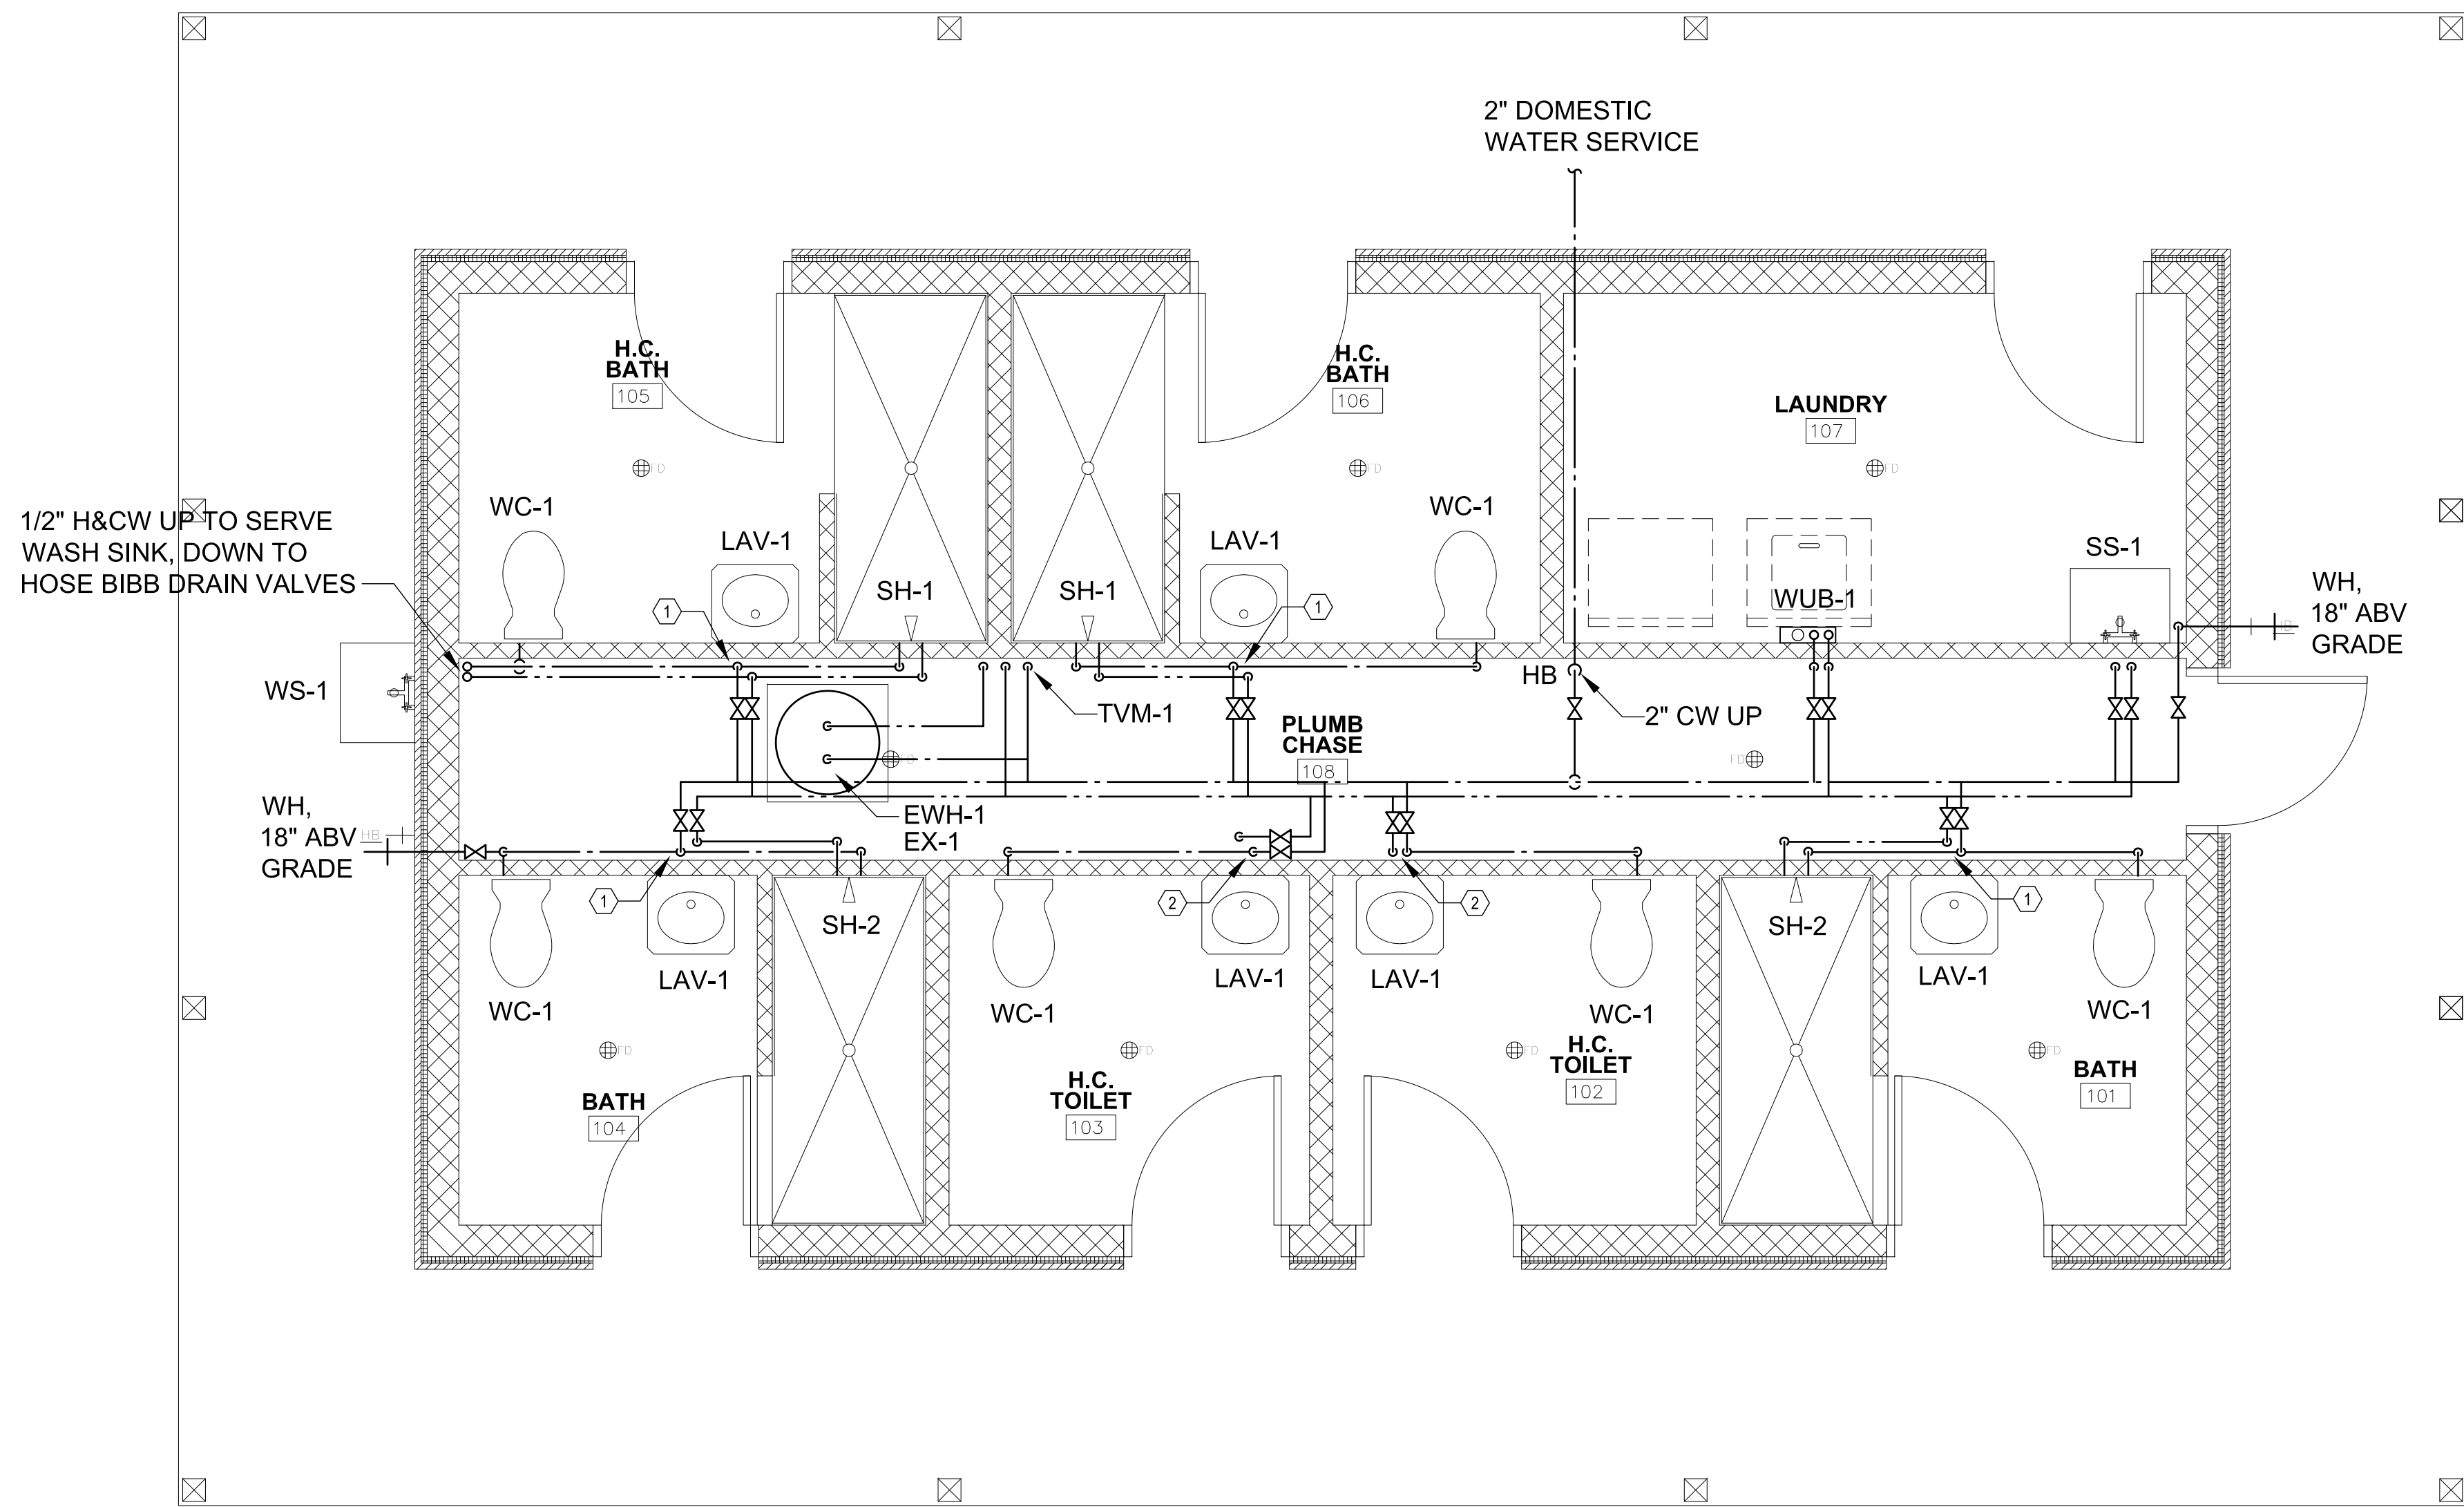 2" DOMESTIC
WATER SERVICE
H.C.
BATH
105
H.C.
BATH
106
LAUNDRY
107
FD
FD
FD
1/2" H&CW UP TO SERVE
WASH SINK, DOWN TO
HOSE BIBB DRAIN VALVES
WC-1
LAV-1
SH-1
SH-1
LAV-1
WC-1
WUB-1
SS-1
1
1
WH,
18" ABV
GRADE
HB
WS-1
HB
TVM-1
2" CW UP
PLUMB
CHASE
108
FD
FD
EWH-1
EX-1
WH,
18" ABV
GRADE
HB
1
2
2
1
SH-2
SH-2
LAV-1
LAV-1
LAV-1
LAV-1
WC-1
WC-1
WC-1
WC-1
FD
FD
FD
FD
BATH
104
H.C.
TOILET
103
H.C.
TOILET
102
BATH
101